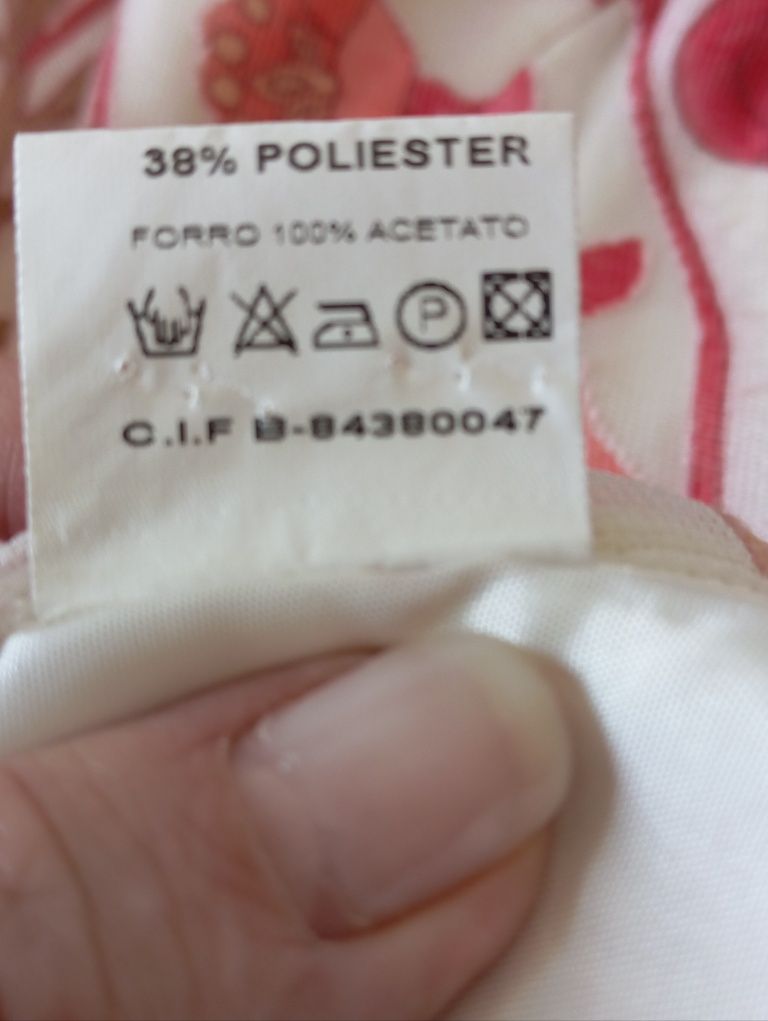 38% POLIESTER
FORRO 100% ACETATO
P
C.I.F B-84380047